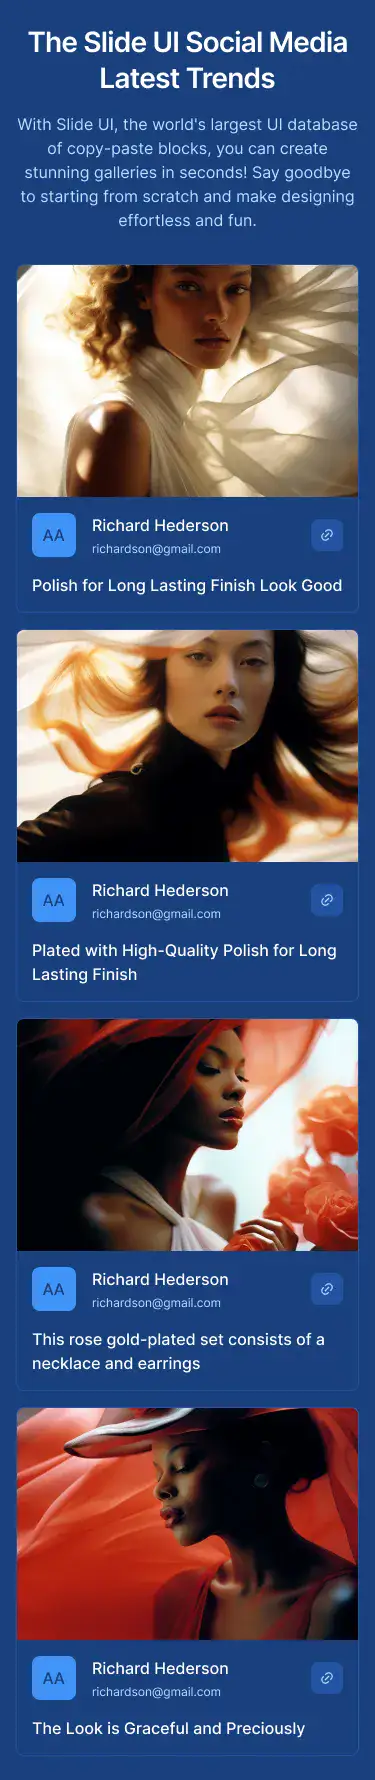 The Slide UI Social Media
Latest Trends
With Slide UI, the world's largest UI database
of copy-paste blocks, you can create
stunning galleries in seconds! Say goodbye
to starting from scratch and make designing
effortless and fun.
AA
Richard Hederson
richardson@gmail.com
Polish for Long Lasting Finish Look Good
AA
Richard Hederson
richardson@gmail.com
Plated with High-Quality Polish for Long
Lasting Finish
AA
Richard Hederson
richardson@gmail.com
This rose gold-plated set consists of a
necklace and earrings
AA
Richard Hederson
richardson@gmail.com
The Look is Graceful and Preciously